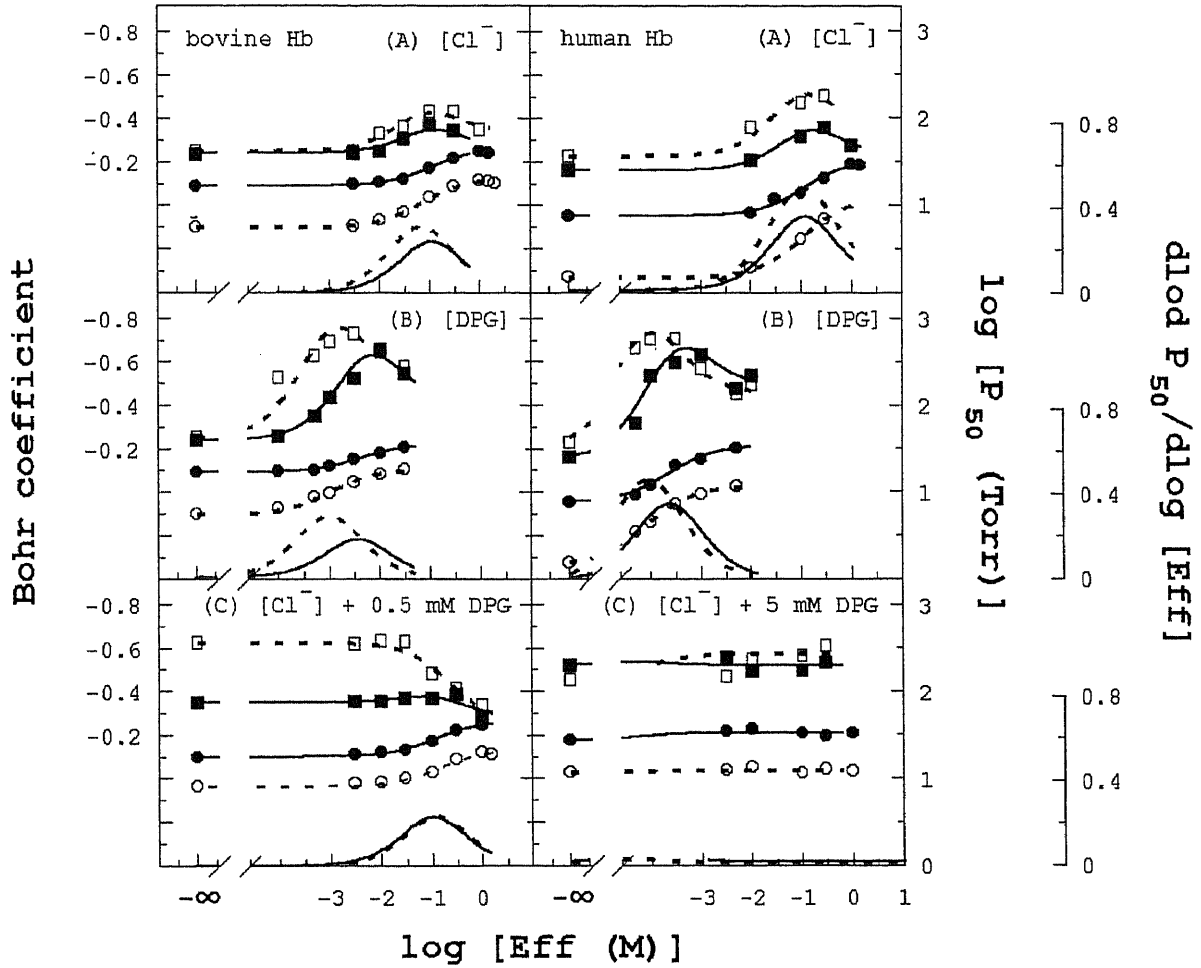 bovine Hb (A) [Cl⁻]
human Hb (A) [Cl⁻]
-0.8
-0.6
-0.4
-0.2
3
2
1
0
0.8
0.4
0
(B) [DPG]
(B) [DPG]
-0.8
-0.6
-0.4
-0.2
3
2
1
0
0.8
0.4
0
(C) [Cl⁻] + 0.5 mM DPG
(C) [Cl⁻] + 5 mM DPG
-0.8
-0.6
-0.4
-0.2
3
2
1
0
0.8
0.4
0
-∞ -3 -2 -1 0
-∞ -3 -2 -1 0 1
log [Eff (M)]
Bohr coefficient
log [P₅₀ (Torr)]
dlod P₅₀/dlog [Eff]